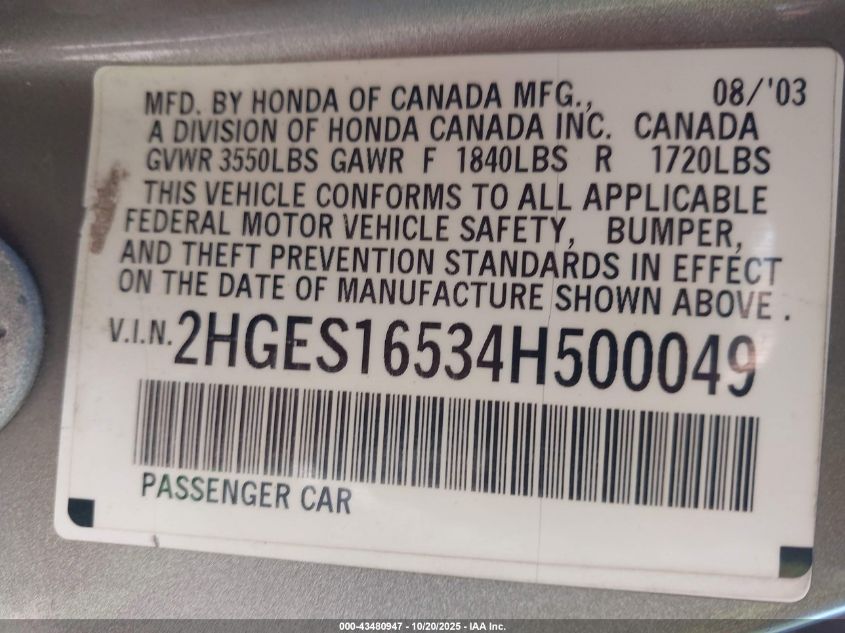 MFD. BY HONDA OF CANADA MFG., 08/'03
A DIVISION OF HONDA CANADA INC. CANADA
GVWR 3550LBS GAWR F 1840LBS R 1720LBS
THIS VEHICLE CONFORMS TO ALL APPLICABLE
FEDERAL MOTOR VEHICLE SAFETY, BUMPER,
AND THEFT PREVENTION STANDARDS IN EFFECT
ON THE DATE OF MANUFACTURE SHOWN ABOVE.
V.I.N. 2HGES16534H500049
PASSENGER CAR
000-43480947 - 10/20/2025 - IAA Inc.